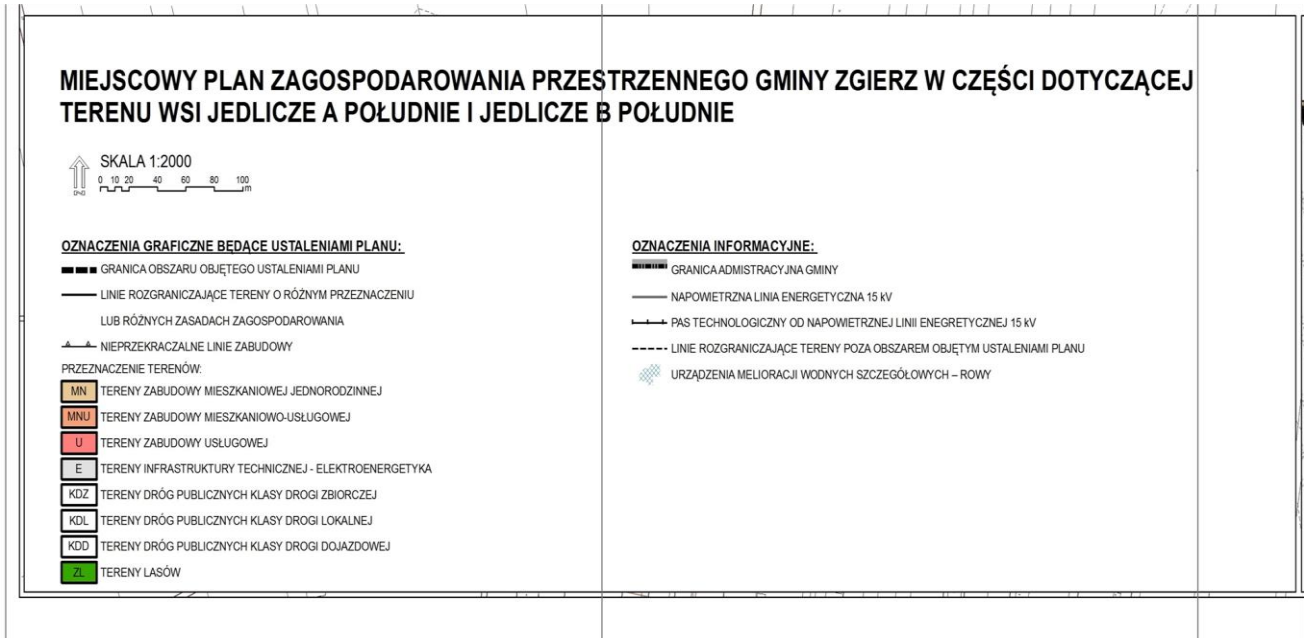 MIEJSCOWY PLAN ZAGOSPODAROWANIA PRZESTRZENNEGO GMINY ZGIERZ W CZĘŚCI DOTYCZĄCEJ
TERENU WSI JEDLICZE A POŁUDNIE I JEDLICZE B POŁUDNIE
SKALA 1:2000
0 10 20 40 60 80 100
m
OZNACZENIA GRAFICZNE BĘDĄCE USTALENIAMI PLANU:
GRANICA OBSZARU OBJĘTEGO USTALENIAMI PLANU
LINIE ROZGRANICZAJĄCE TERENY O RÓŻNYM PRZEZNACZENIU
LUB RÓŻNYCH ZASADACH ZAGOSPODAROWANIA
NIEPRZEKRACZALNE LINIE ZABUDOWY
PRZEZNACZENIE TERENÓW:
MN TERENY ZABUDOWY MIESZKANIOWEJ JEDNORODZINNEJ
MNU TERENY ZABUDOWY MIESZKANIOWO-USŁUGOWEJ
U TERENY ZABUDOWY USŁUGOWEJ
E TERENY INFRASTRUKTURY TECHNICZNEJ - ELEKTROENERGETYKA
KDZ TERENY DRÓG PUBLICZNYCH KLASY DROGI ZBIORCZEJ
KDL TERENY DRÓG PUBLICZNYCH KLASY DROGI LOKALNEJ
KDD TERENY DRÓG PUBLICZNYCH KLASY DROGI DOJAZDOWEJ
ZL TERENY LASÓW
OZNACZENIA INFORMACYJNE:
GRANICA ADMISTRACYJNA GMINY
NAPOWIETRZNA LINIA ENERGETYCZNA 15 kV
PAS TECHNOLOGICZNY OD NAPOWIETRZNEJ LINII ENEGRETYCZNEJ 15 kV
LINIE ROZGRANICZAJĄCE TERENY POZA OBSZAREM OBJĘTYM USTALENIAMI PLANU
URZĄDZENIA MELIORACJI WODNYCH SZCZEGÓŁOWYCH – ROWY